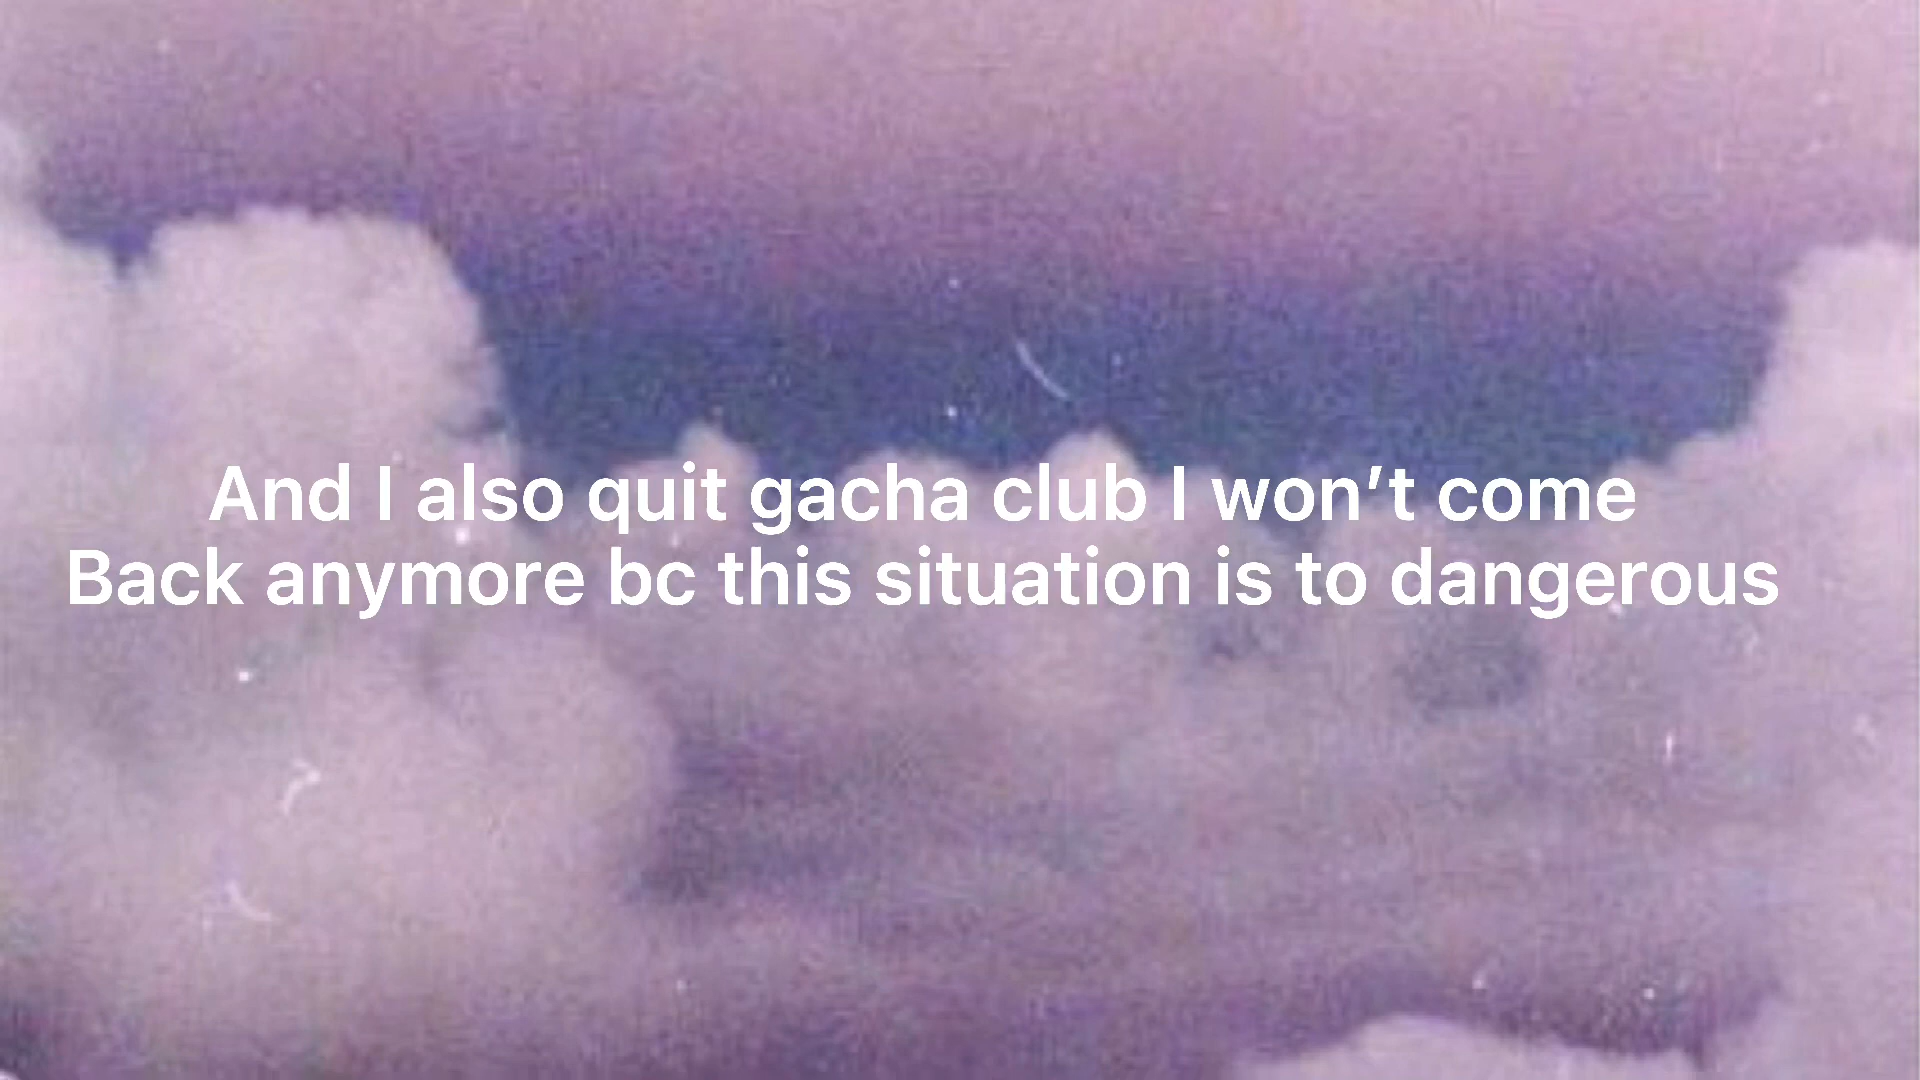 And I also quit gacha club I won’t come
Back anymore bc this situation is to dangerous